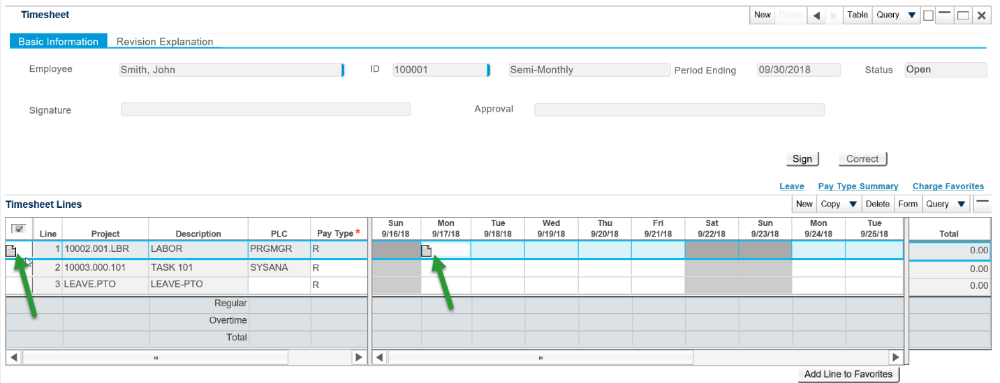 Timesheet New Delete Table Query
Basic Information Revision Explanation
Employee Smith, John ID 100001 Semi-Monthly Period Ending 09/30/2018 Status Open
Signature Approval
Sign Correct
Leave Pay Type Summary Charge Favorites
Timesheet Lines New Copy Delete Form Query
Sun Mon Tue Wed Thu Fri Sat Sun Mon Tue
Line Project Description PLC Pay Type * 9/16/18 9/17/18 9/18/18 9/19/18 9/20/18 9/21/18 9/22/18 9/23/18 9/24/18 9/25/18 Total
1 10002.001.LBR LABOR PRGMGR R 0.00
2 10003.000.101 TASK 101 SYSANA R 0.00
3 LEAVE.PTO LEAVE-PTO R 0.00
Regular
Overtime
Total
Add Line to Favorites